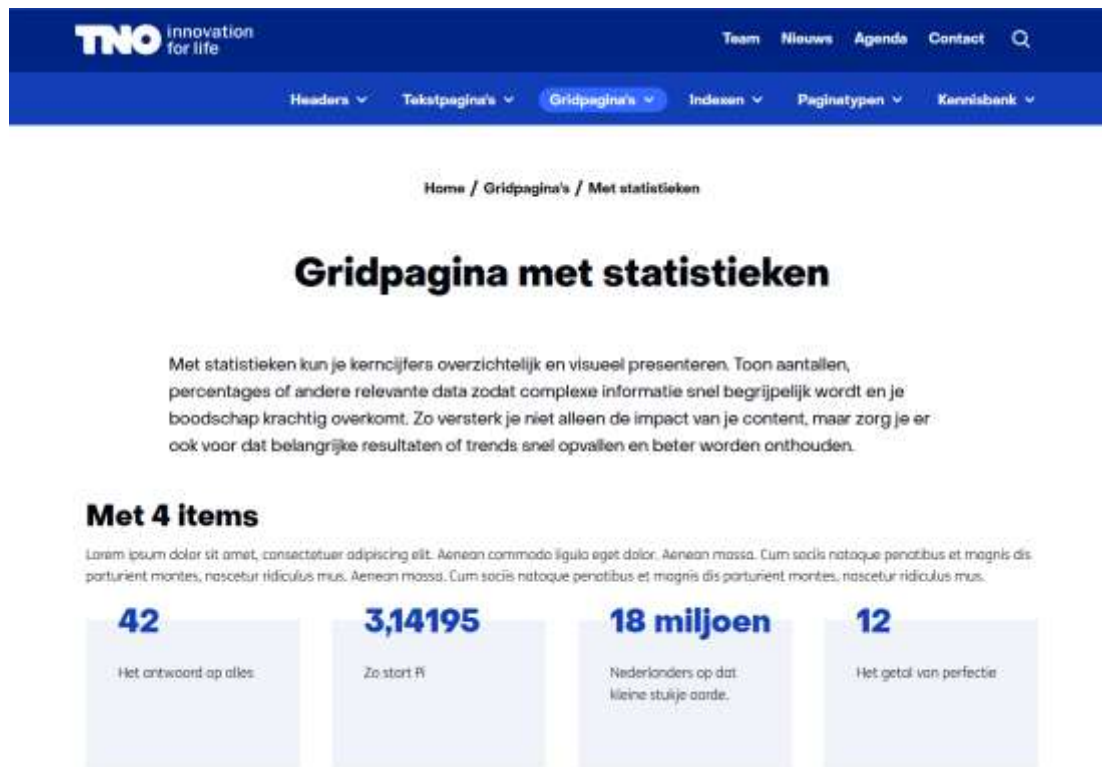 TNO innovation
for life
Team Nieuws Agenda Contact
Headers Tekstpagina's Gridpagina's Indexen Paginatypen Kennisbank
Home / Gridpagina's / Met statistieken
Gridpagina met statistieken
Met statistieken kun je kerncijfers overzichtelijk en visueel presenteren. Toon aantallen,
percentages of andere relevante data zodat complexe informatie snel begrijpelijk wordt en je
boodschap krachtig overkomt. Zo versterk je niet alleen de impact van je content, maar zorg je er
ook voor dat belangrijke resultaten of trends snel opvallen en beter worden onthouden.
Met 4 items
Lorem ipsum dolor sit amet, consectetuer adipiscing elit. Aenean commodo ligula eget dolor. Aenean massa. Cum sociis natoque penatibus et magnis dis
parturient montes, nascetur ridiculus mus. Aenean massa. Cum sociis natoque penatibus et magnis dis parturient montes, nascetur ridiculus mus.
42
Het antwoord op alles
3,14195
Zo start Pi
18 miljoen
Nederlanders op dat
kleine stukje aarde.
12
Het getal van perfectie